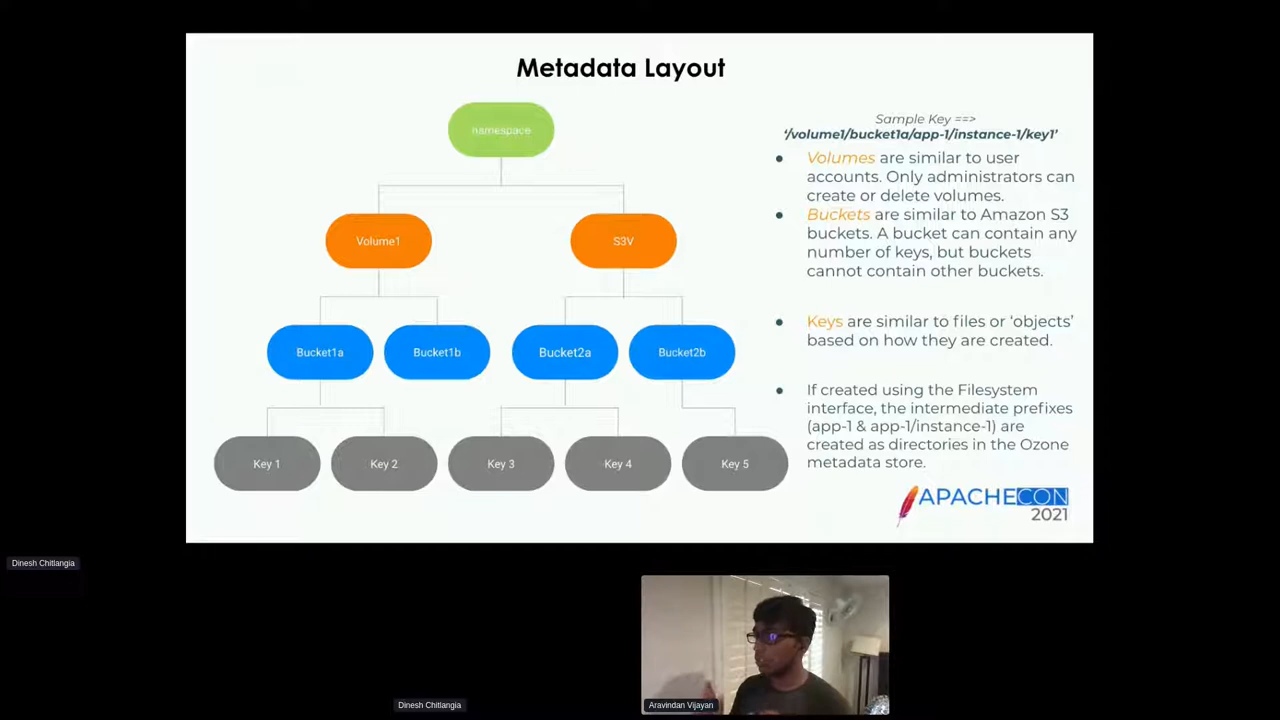 Metadata Layout
namespace
Volume1
S3V
Bucket1a
Bucket1b
Bucket2a
Bucket2b
Key 1
Key 2
Key 3
Key 4
Key 5
Sample Key ==>
'/volume1/bucket1a/app-1/instance-1/key1'
● Volumes are similar to user
accounts. Only administrators can
create or delete volumes.
● Buckets are similar to Amazon S3
buckets. A bucket can contain any
number of keys, but buckets
cannot contain other buckets.
● Keys are similar to files or ‘objects’
based on how they are created.
● If created using the Filesystem
interface, the intermediate prefixes
(app-1 & app-1/instance-1) are
created as directories in the Ozone
metadata store.
APACHECON
2021
Dinesh Chitlangia
Dinesh Chitlangia
Aravindan Vijayan